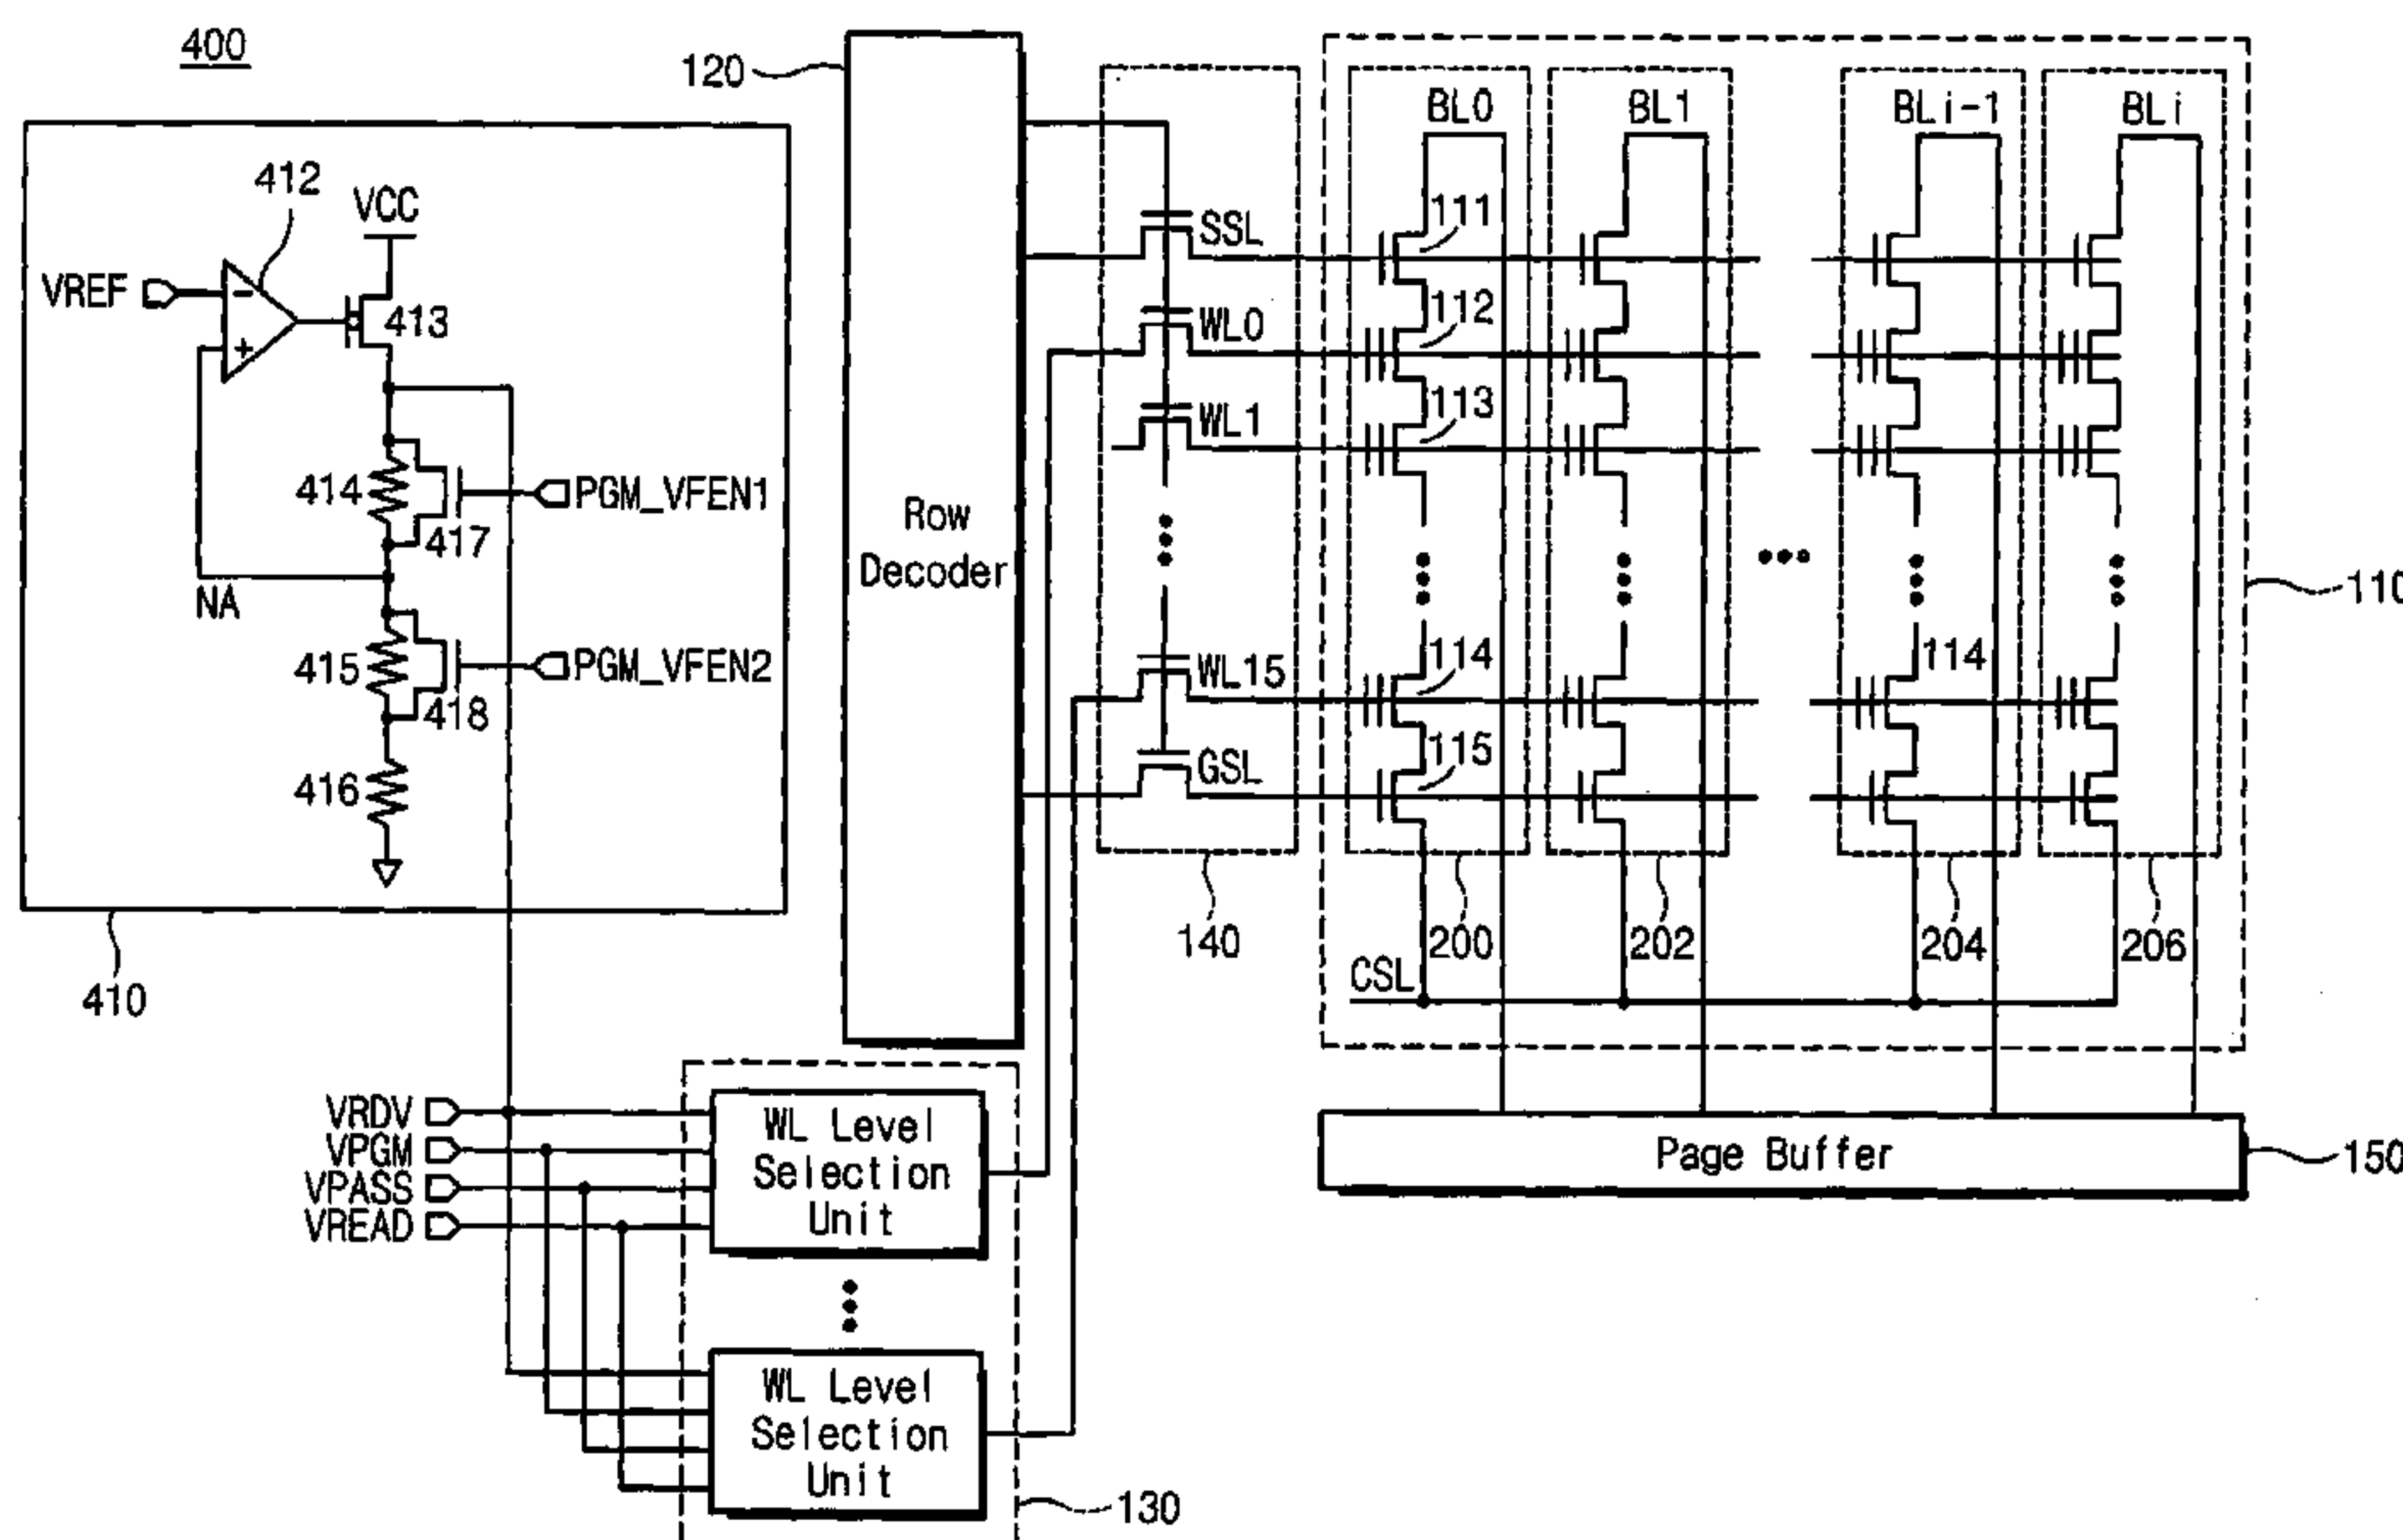 400
120
BL0
BL1
BLi-1
BLi
412
VCC
VREF
-
+
413
SSL
111
WL0
112
WL1
113
414
PGM_VFEN1
417
NA
Row
Decoder
110
415
PGM_VFEN2
418
416
WL15
114
114
GSL
115
140
200
202
204
206
CSL
410
VRDV
VPGM
VPASS
VREAD
WL Level
Selection
Unit
Page Buffer
150
WL Level
Selection
Unit
130